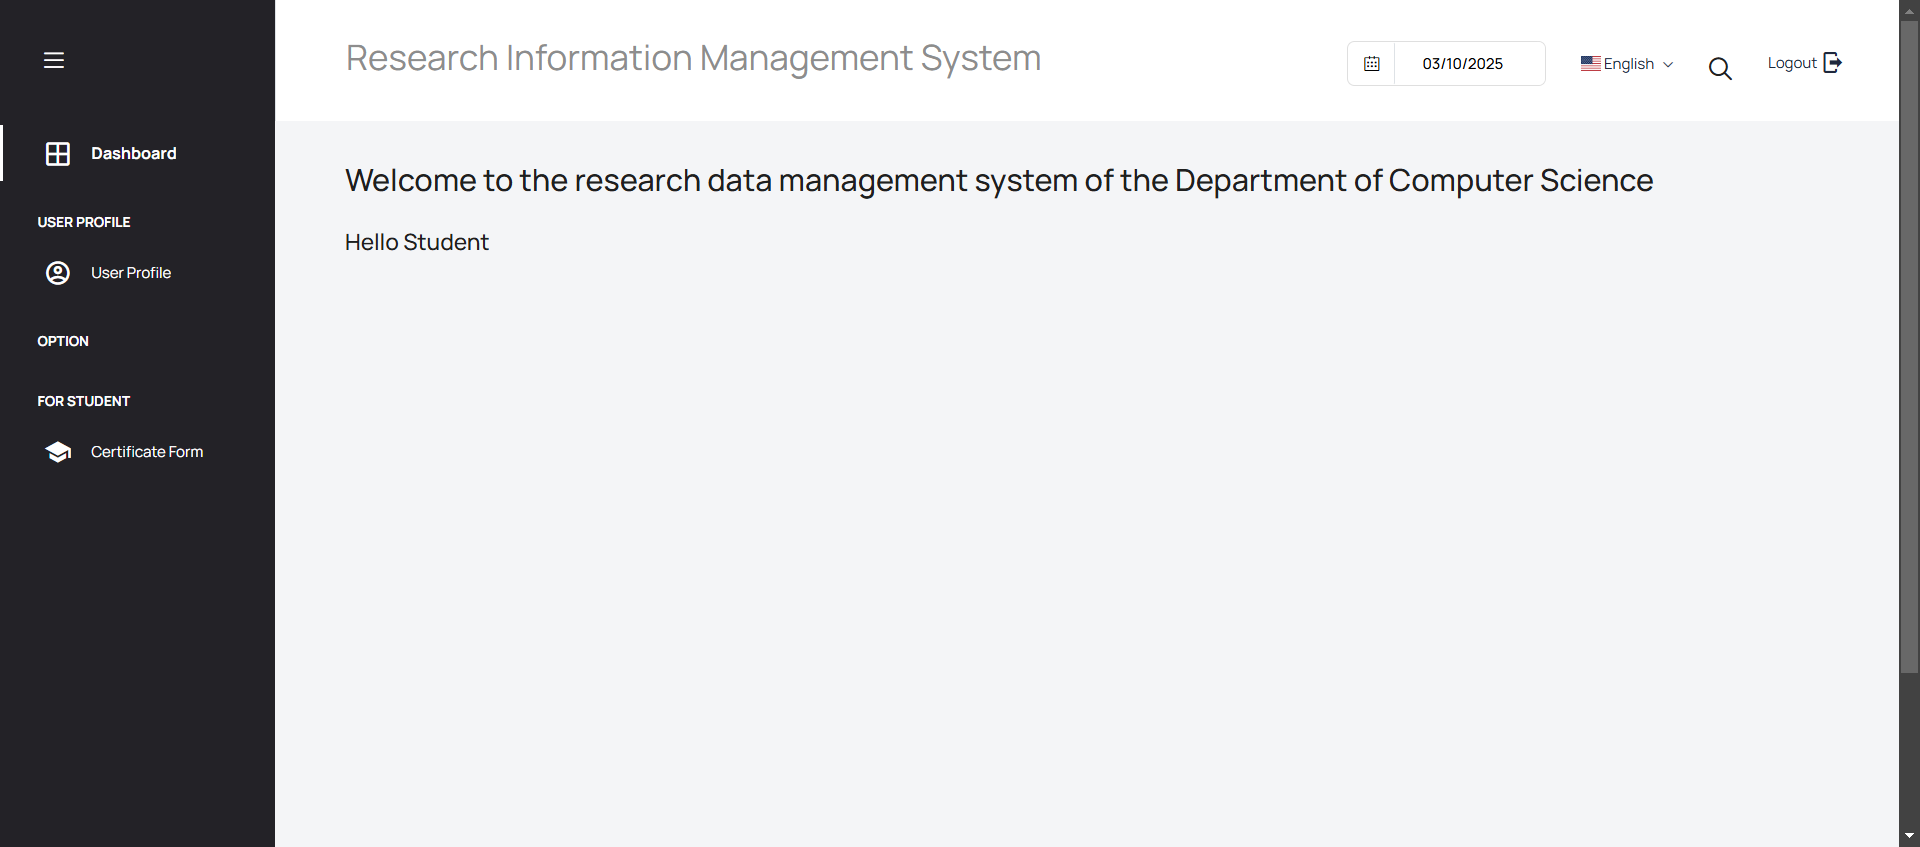 Research Information Management System
03/10/2025
English
Logout
Dashboard
USER PROFILE
User Profile
OPTION
FOR STUDENT
Certificate Form
Welcome to the research data management system of the Department of Computer Science
Hello Student